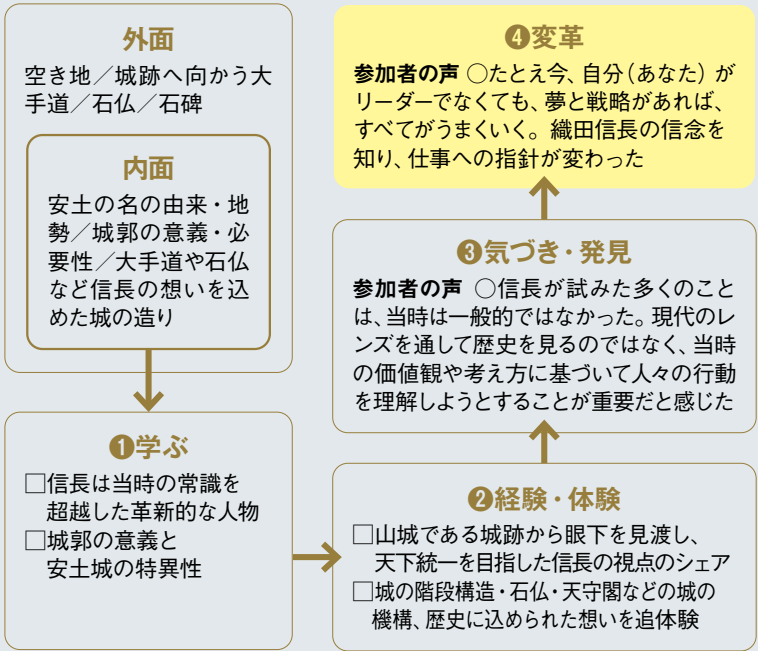 外面
空き地／城跡へ向かう大
手道／石仏／石碑
内面
安土の名の由来・地
勢／城郭の意義・必
要性／大手道や石仏
など信長の想いを込
めた城の造り
❶学ぶ
□信長は当時の常識を
超越した革新的な人物
□城郭の意義と
安土城の特異性
❷経験・体験
□山城である城跡から眼下を見渡し、
天下統一を目指した信長の視点のシェア
□城の階段構造・石仏・天守閣などの城の
機構、歴史に込められた想いを追体験
❸気づき・発見
参加者の声 ○信長が試みた多くのこと
は、当時は一般的ではなかった。現代のレ
ンズを通して歴史を見るのではなく、当時
の価値観や考え方に基づいて人々の行動
を理解しようとすることが重要だと感じた
❹変革
参加者の声 ○たとえ今、自分（あなた）が
リーダーでなくても、夢と戦略があれば、
すべてがうまくいく。織田信長の信念を
知り、仕事への指針が変わった